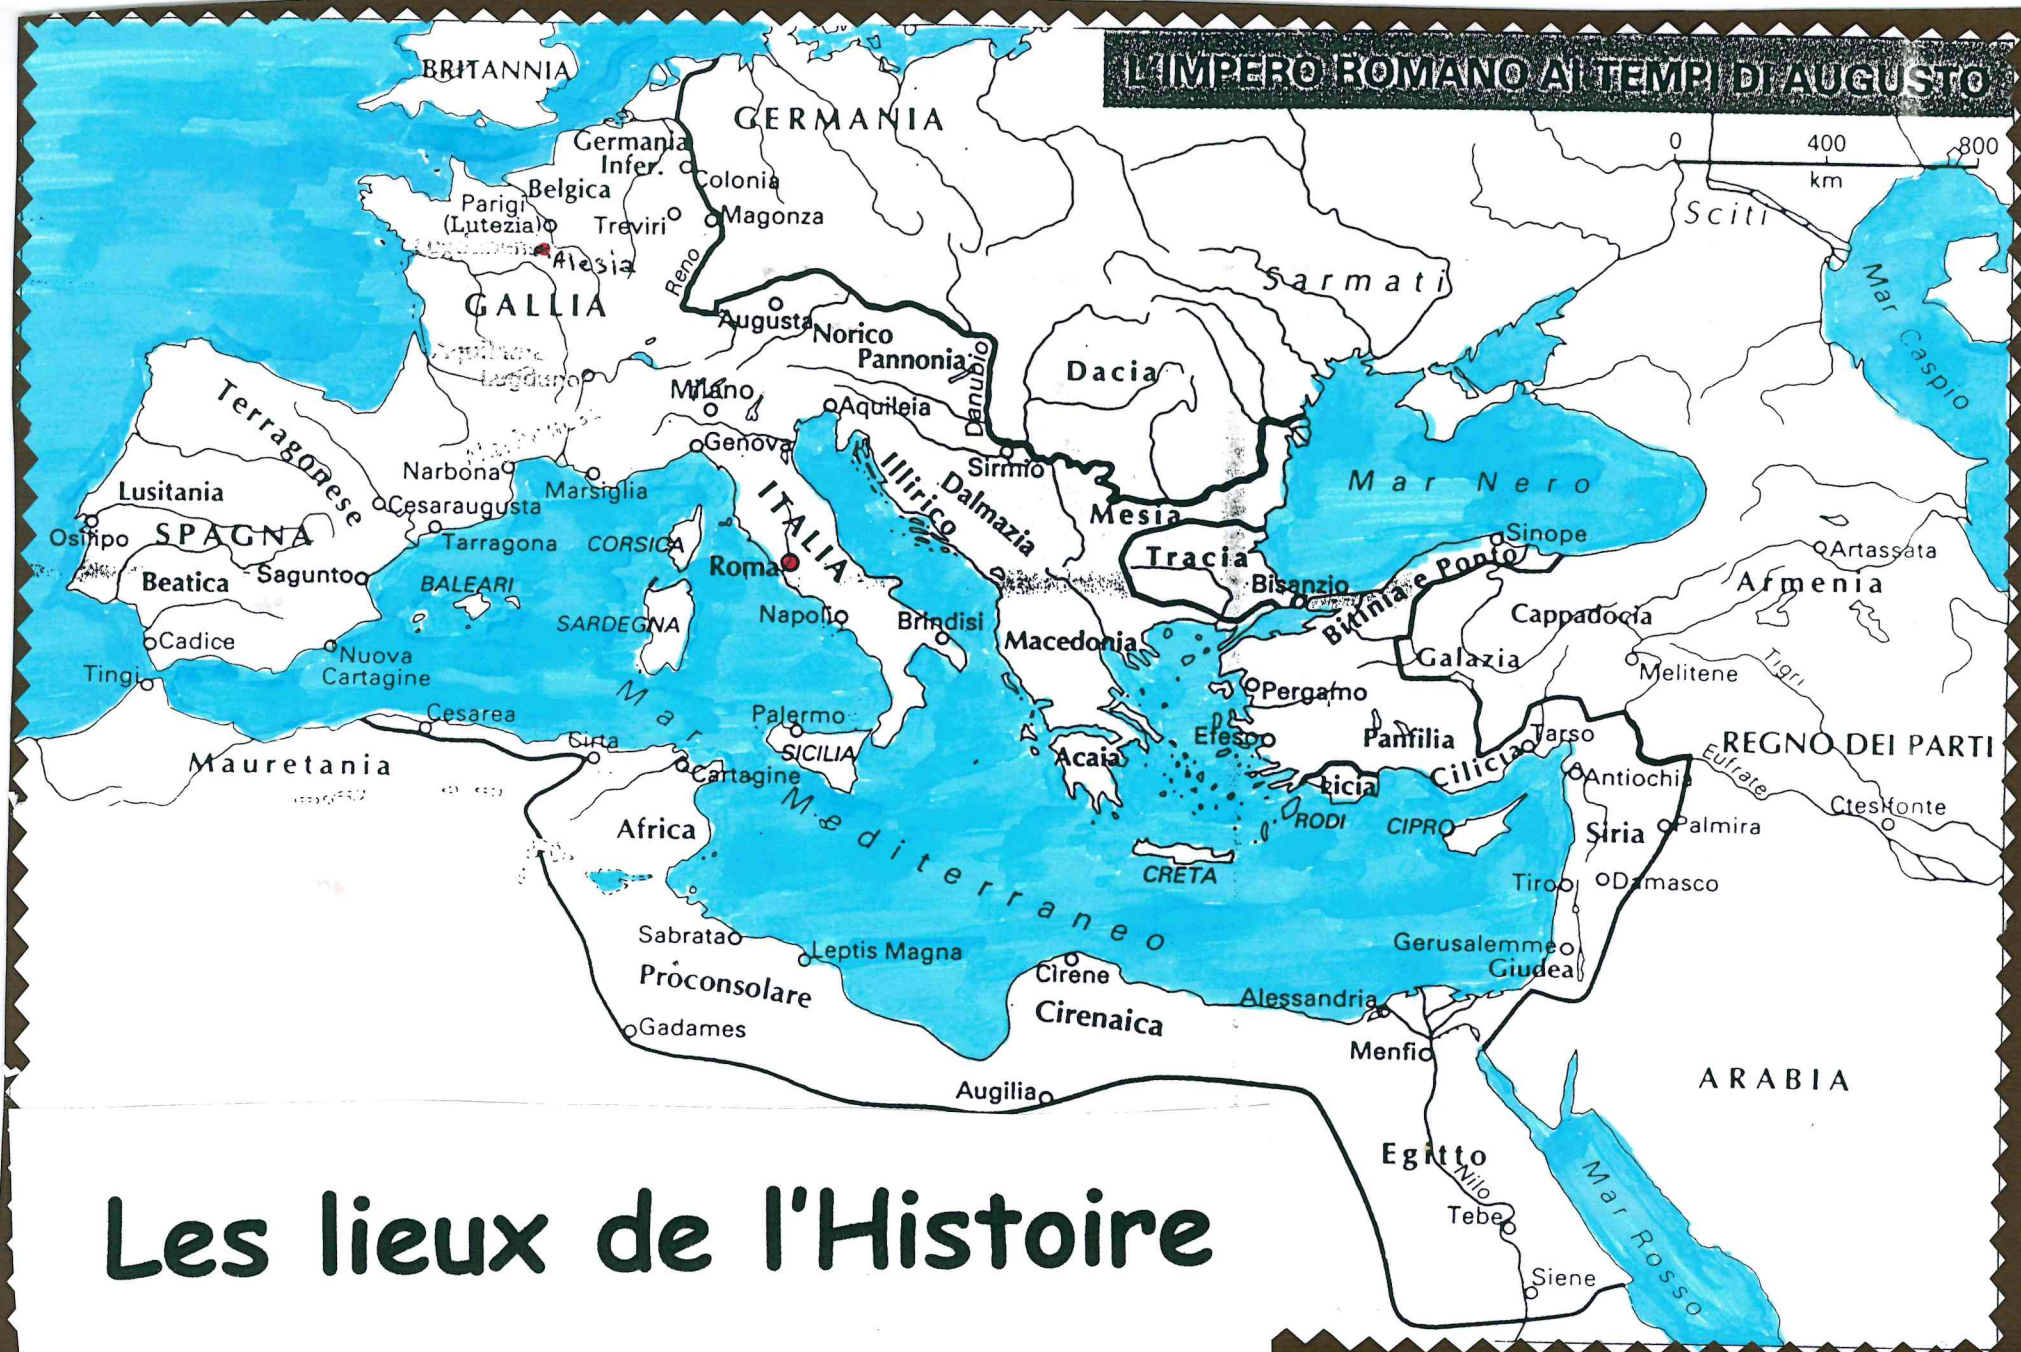 L'IMPERO ROMANO AI TEMPI DI AUGUSTO
0 400 800
km
BRITANNIA
GERMANIA
Germania
Infer.
Colonia
Belgica
Parigi
(Lutezia)
Treviri
Magonza
Alesia
Reno
GALLIA
Augusta
Norico
Pannonia
Danubio
Dacia
Sarmati
Sciti
Mar Caspio
Lugduno
Milano
Aquileia
Genova
Sirmio
Terragonese
Narbona
Marsiglia
Lusitania
Cesaraugusta
Osilipo
SPAGNA
Tarragona
CORSICA
ITALIA
Illirico
Dalmazia
Mesia
Mar Nero
Sinope
Artassata
Armenia
Beatica
Sagunto
BALEARI
Roma
Tracia
Bisanzio
Bitinia e Ponto
Cappadocia
SARDEGNA
Napoli
Brindisi
Macedonia
Galazia
Melitene
Tigri
Cadice
Nuova
Cartagine
Tingi
Pergamo
Cesarea
Palermo
Mar Mediterraneo
Cirta
SICILIA
Acaia
Efeso
Panfilia
Tarso
REGNO DEI PARTI
Mauretania
Cartagine
Licia
Cilicia
Antiochia
Eufrate
Ctesifonte
Africa
RODI
CIPRO
Siria
Palmira
CRETA
Tiro
Damasco
Sabrata
Leptis Magna
Gerusalemme
Giudea
Proconsolare
Cirene
Cirenaica
Alessandria
Gadames
Menfi
Augilia
ARABIA
Egitto
Nilo
Tebe
Mar Rosso
Siene
Les lieux de l'Histoire